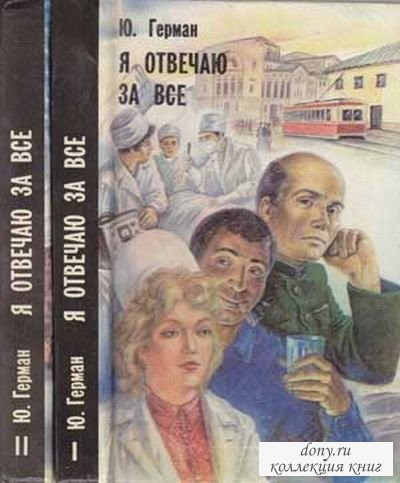 Ю. Герман
Я ОТВЕЧАЮ
ЗА ВСЕ
II Ю. Герман Я ОТВЕЧАЮ ЗА ВСЕ
I Ю. Герман Я ОТВЕЧАЮ ЗА ВСЕ
dony.ru
коллекция книг